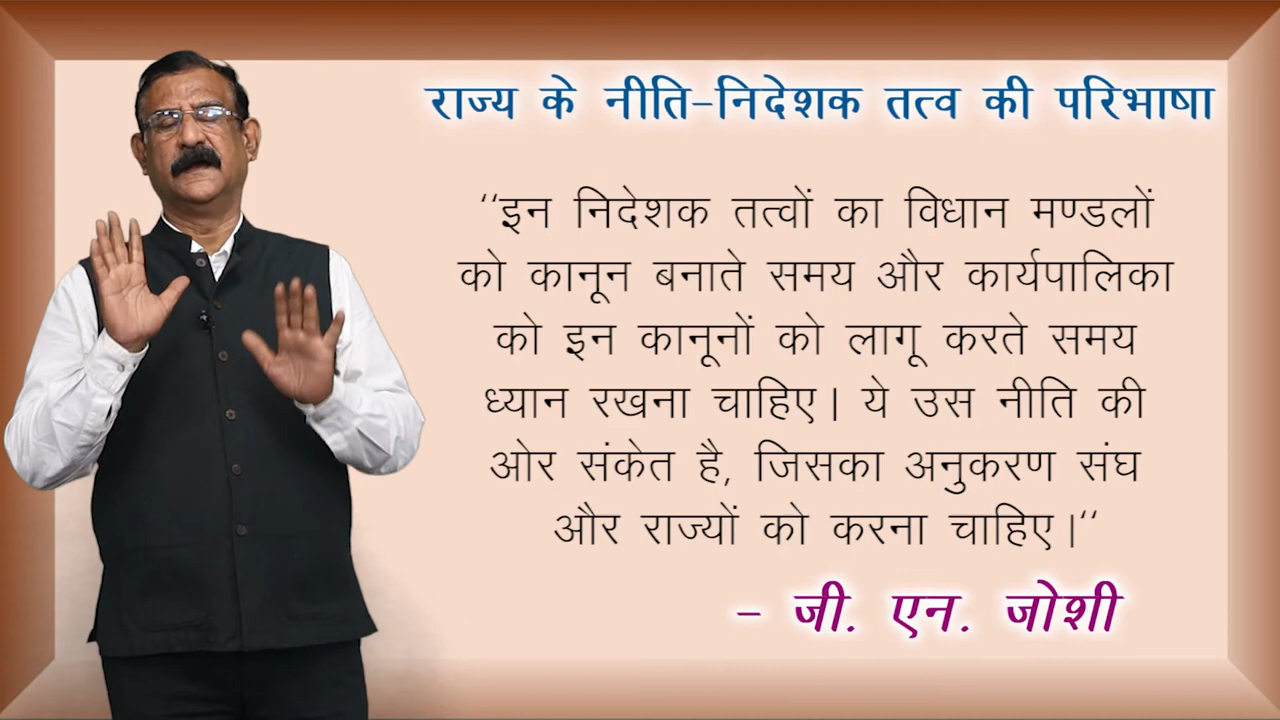 राज्य के नीति-निदेशक तत्व की परिभाषा
‘‘इन निदेशक तत्वों का विधान मण्डलों
को कानून बनाते समय और कार्यपालिका
को इन कानूनों को लागू करते समय
ध्यान रखना चाहिए। ये उस नीति की
ओर संकेत है, जिसका अनुकरण संघ
और राज्यों को करना चाहिए।‘‘
- जी. एन. जोशी